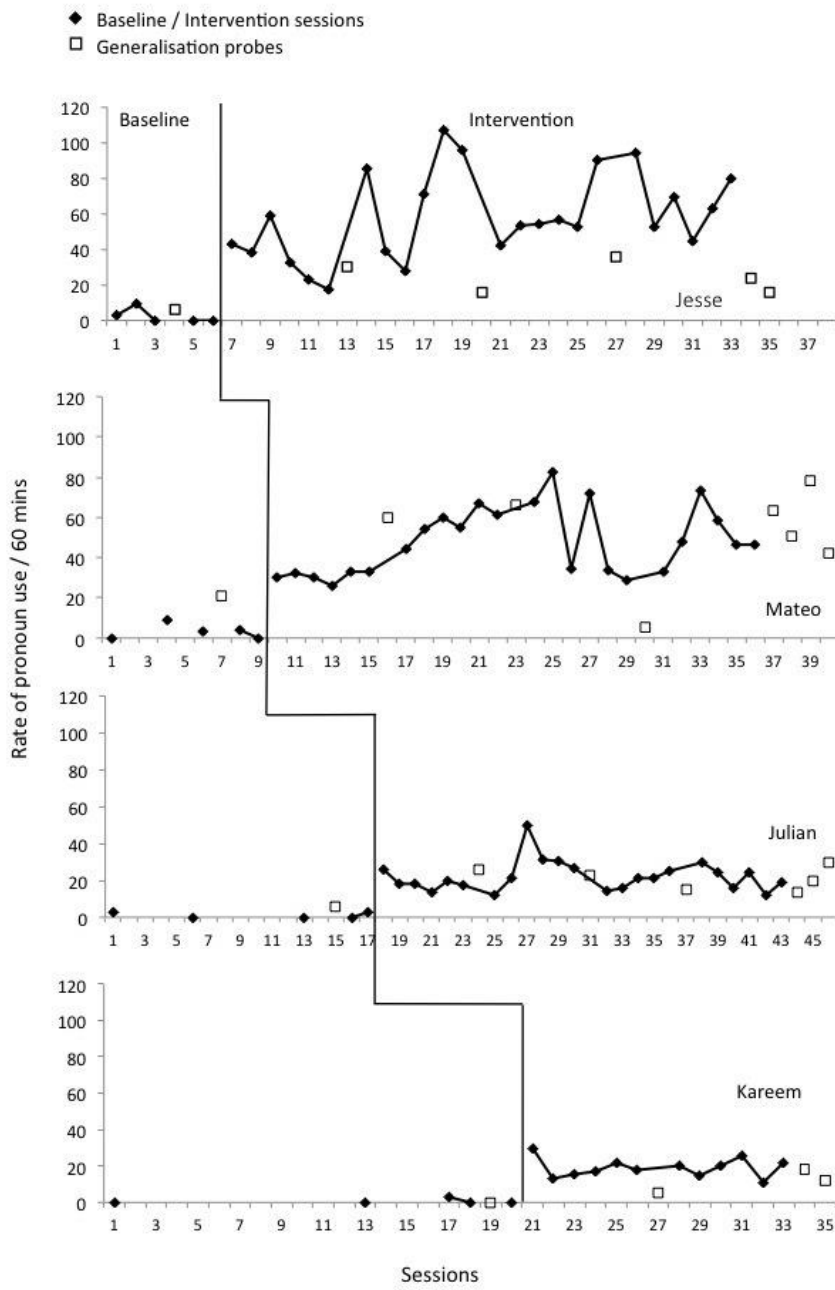 Baseline / Intervention sessions
Generalisation probes
Rate of pronoun use / 60 mins
120
100
80
60
40
20
0
Baseline
Intervention
Jesse
1 3 5 7 9 11 13 15 17 19 21 23 25 27 29 31 33 35 37
120
100
80
60
40
20
0
Mateo
1 3 5 7 9 11 13 15 17 19 21 23 25 27 29 31 33 35 37 39
120
100
80
60
40
20
0
Julian
1 3 5 7 9 11 13 15 17 19 21 23 25 27 29 31 33 35 37 39 41 43 45
120
100
80
60
40
20
0
Kareem
1 3 5 7 9 11 13 15 17 19 21 23 25 27 29 31 33 35
Sessions